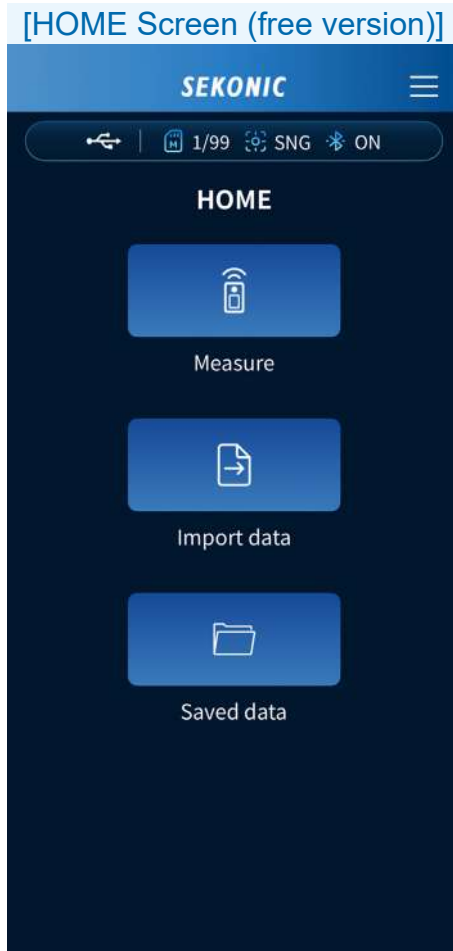 [HOME Screen (free version)]
SEKONIC
M 1/99 SNG ON
HOME
Measure
Import data
Saved data